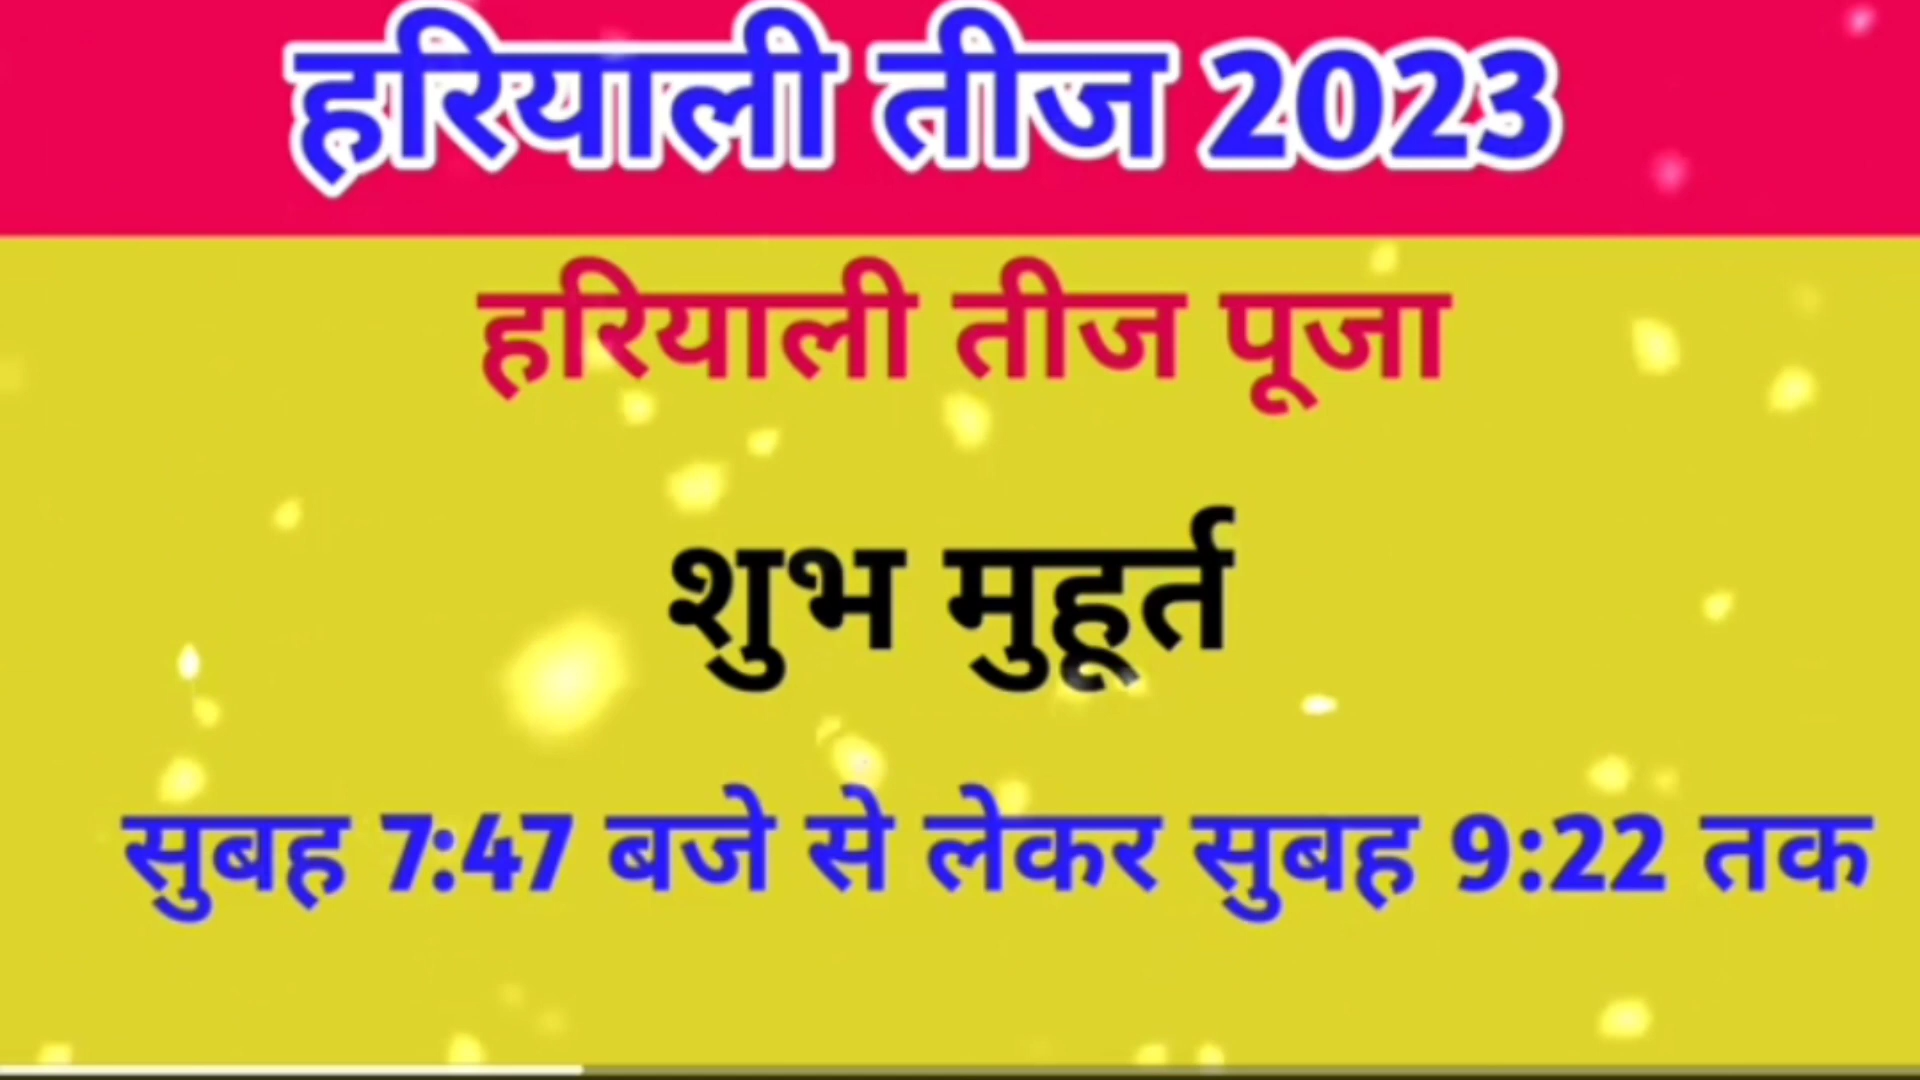 हरियाली तीज 2023
हरियाली तीज पूजा
शुभ मुहूर्त
सुबह 7:47 बजे से लेकर सुबह 9:22 तक